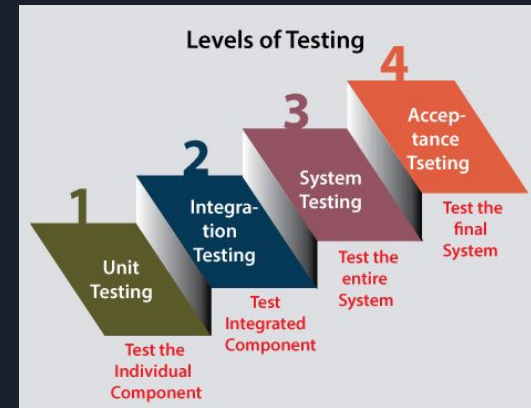 Levels of Testing
1
Unit
Testing
Test the
Individual
Component
2
Integra-
tion
Testing
Test
Integrated
Component
3
System
Testing
Test the
entire
System
4
Accep-
tance
Tseting
Test the
final
System